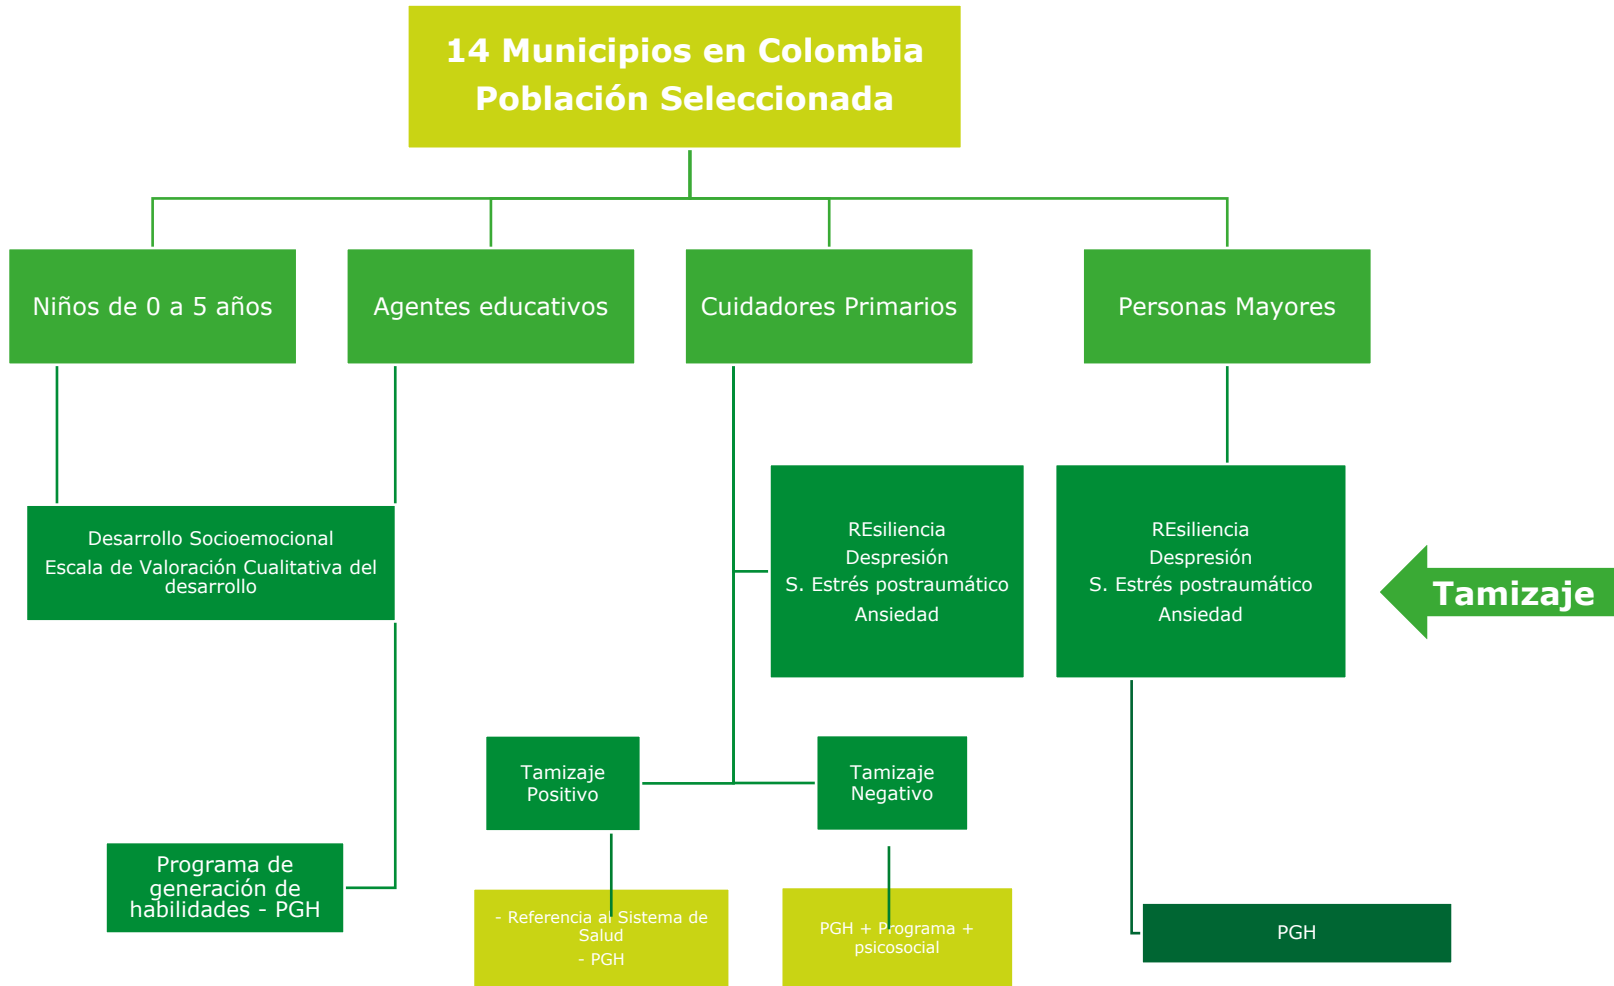 14 Municipios en Colombia
Población Seleccionada
Niños de 0 a 5 años
Agentes educativos
Cuidadores Primarios
Personas Mayores
Desarrollo Socioemocional
Escala de Valoración Cualitativa del
desarrollo
REsiliencia
Despresión
S. Estrés postraumático
Ansiedad
REsiliencia
Despresión
S. Estrés postraumático
Ansiedad
Tamizaje
Tamizaje
Positivo
Tamizaje
Negativo
Programa de
generación de
habilidades - PGH
- Referencia al Sistema de
Salud
- PGH
PGH + Programa +
psicosocial
PGH